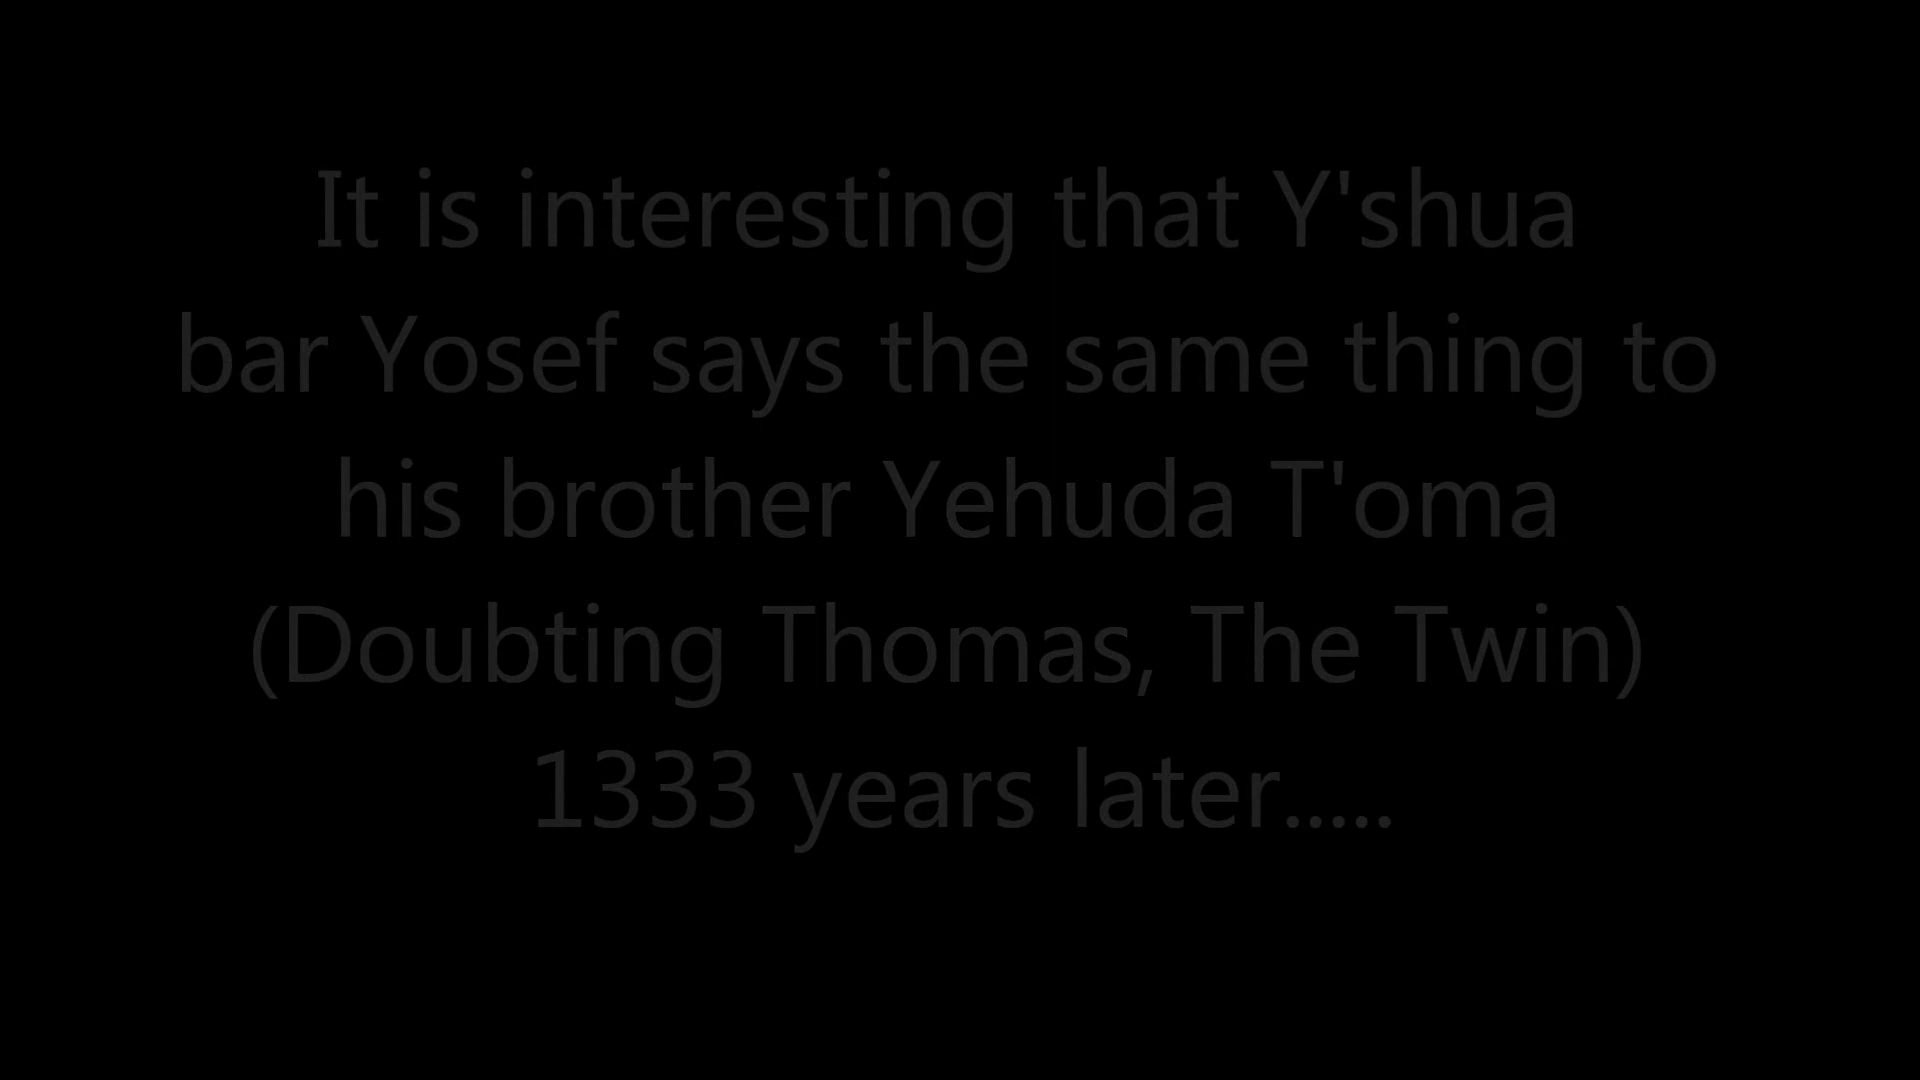 It is interesting that Y'shua
bar Yosef says the same thing to
his brother Yehuda T'oma
(Doubting Thomas, The Twin)
1333 years later.....